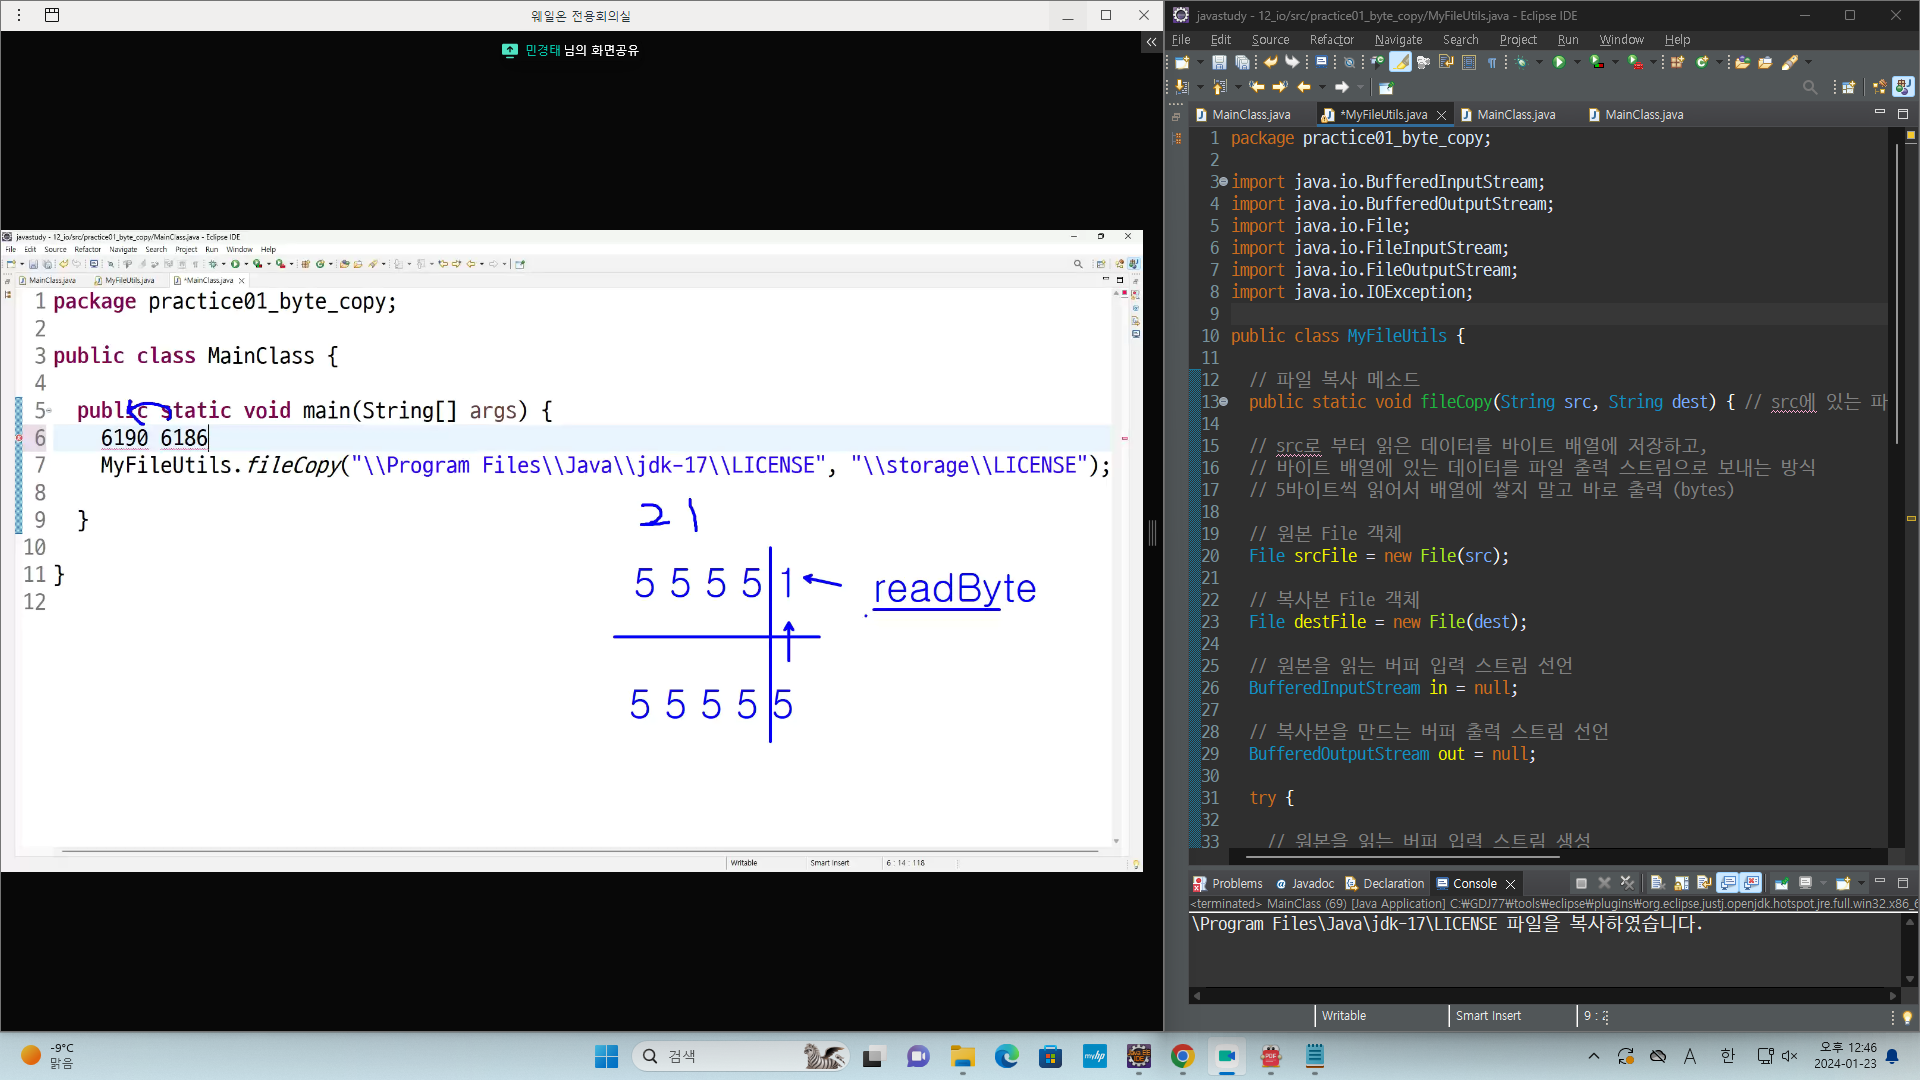 웨일온 전용회의실
민경태 님의 화면공유
javastudy - 12_io/src/practice01_byte_copy/MainClass.java - Eclipse IDE
File Edit Source Refactor Navigate Search Project Run Window Help
MainClass.java MyFileUtils.java *MainClass.java
1 package practice01_byte_copy;
2
3 public class MainClass {
4
5 public static void main(String[] args) {
6 6190 6186
7 MyFileUtils.fileCopy("\\Program Files\\Java\\jdk-17\\LICENSE", "\\storage\\LICENSE");
8
9 }
10
11 }
12
2 1
5 5 5 5 1 readByte
5 5 5 5 5
Writable Smart Insert 6 : 14 : 118
javastudy - 12_io/src/practice01_byte_copy/MyFileUtils.java - Eclipse IDE
File Edit Source Refactor Navigate Search Project Run Window Help
MainClass.java *MyFileUtils.java MainClass.java MainClass.java
1 package practice01_byte_copy;
2
3 import java.io.BufferedInputStream;
4 import java.io.BufferedOutputStream;
5 import java.io.File;
6 import java.io.FileInputStream;
7 import java.io.FileOutputStream;
8 import java.io.IOException;
9
10 public class MyFileUtils {
11
12 // 파일 복사 메소드
13 public static void fileCopy(String src, String dest) { // src에 있는 파
14
15 // src로 부터 읽은 데이터를 바이트 배열에 저장하고,
16 // 바이트 배열에 있는 데이터를 파일 출력 스트림으로 보내는 방식
17 // 5바이트씩 읽어서 배열에 쌓지 말고 바로 출력 (bytes)
18
19 // 원본 File 객체
20 File srcFile = new File(src);
21
22 // 복사본 File 객체
23 File destFile = new File(dest);
24
25 // 원본을 읽는 버퍼 입력 스트림 선언
26 BufferedInputStream in = null;
27
28 // 복사본을 만드는 버퍼 출력 스트림 선언
29 BufferedOutputStream out = null;
30
31 try {
32
33 // 원본을 읽는 버퍼 입력 스트림 생성
Problems Javadoc Declaration Console
<terminated> MainClass (69) [Java Application] C:₩GDJ77₩tools₩eclipse₩plugins₩org.eclipse.justj.openjdk.hotspot.jre.full.win32.x86_6
\Program Files\Java\jdk-17\LICENSE 파일을 복사하였습니다.
Writable Smart Insert
-9°C
맑음
검색
myhp
PDF
A 한
오후 12:46
2024-01-23